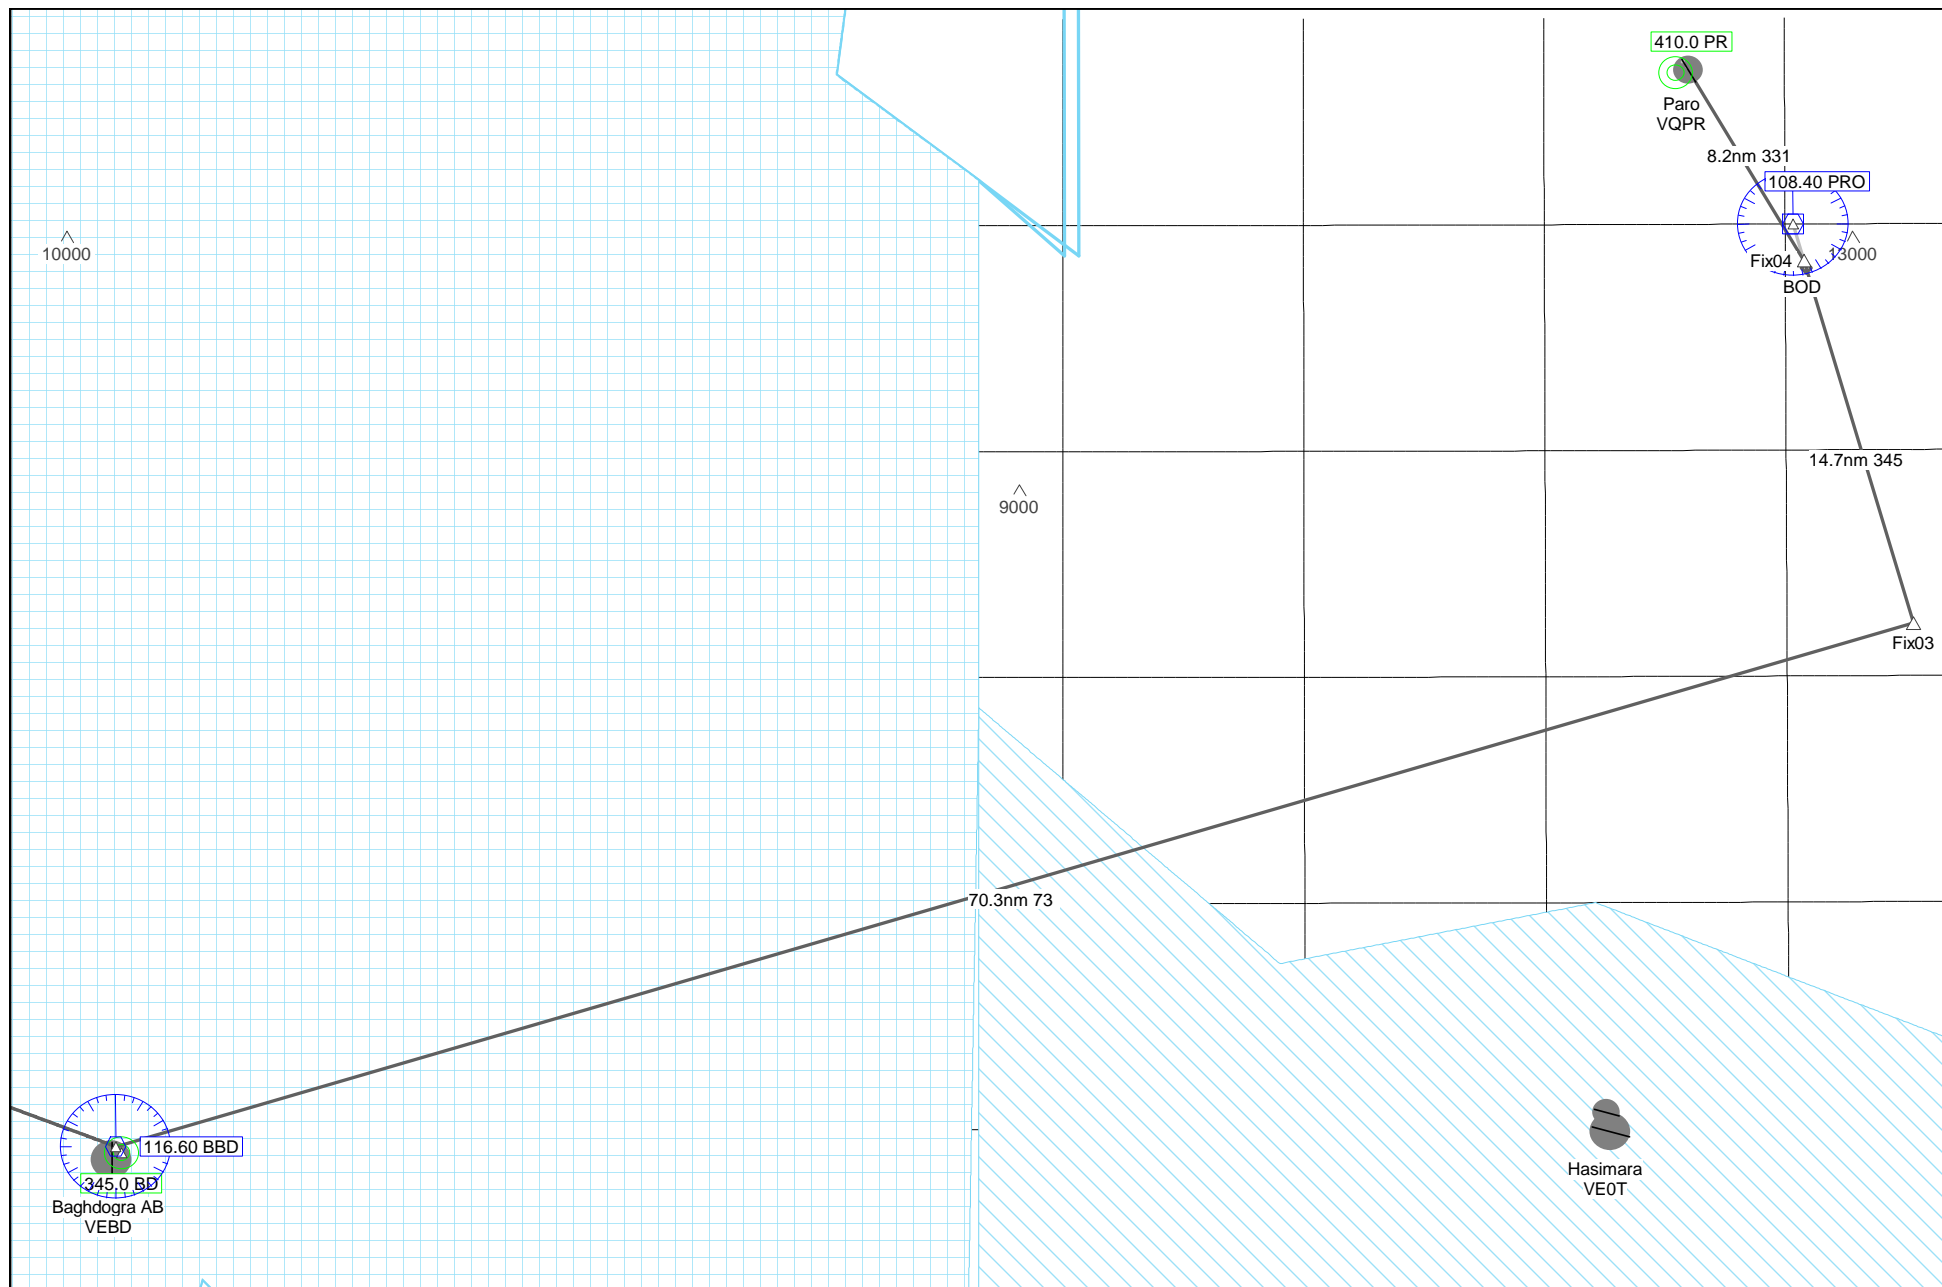 410.0 PR
Paro
VQPR
8.2nm 331
108.40 PRO
10000
13000
Fix04
BOD
14.7nm 345
9000
Fix03
70.3nm 73
116.60 BBD
345.0 BD
Baghdogra AB
VEBD
Hasimara
VE0T